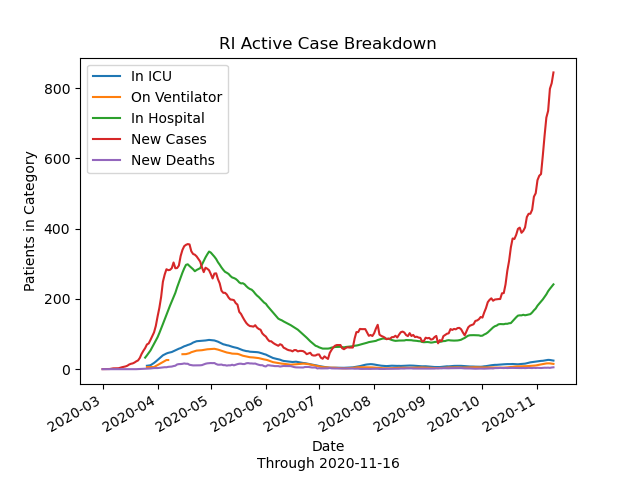 RI Active Case Breakdown
In ICU
On Ventilator
In Hospital
New Cases
New Deaths
Patients in Category
800
600
400
200
0
2020-03
2020-04
2020-05
2020-06
2020-07
2020-08
2020-09
2020-10
2020-11
Date
Through 2020-11-16